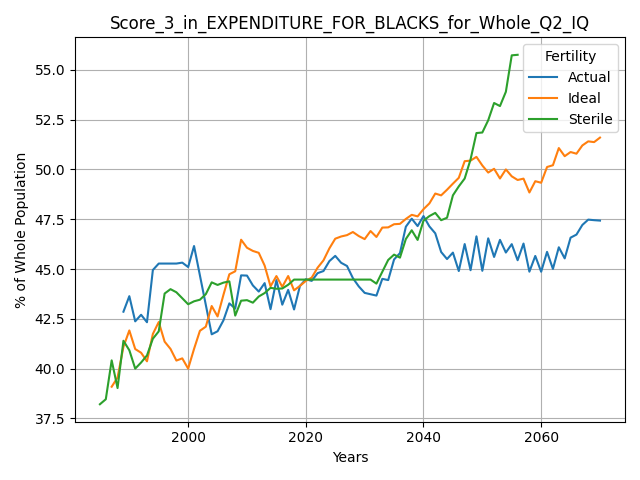 Score_3_in_EXPENDITURE_FOR_BLACKS_for_Whole_Q2_IQ
Fertility
Actual
Ideal
Sterile
% of Whole Population
55.0
52.5
50.0
47.5
45.0
42.5
40.0
37.5
2000 2020 2040 2060
Years